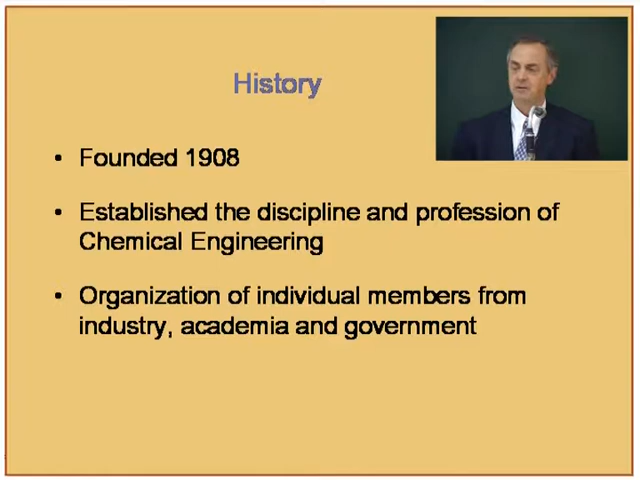 History
• Founded 1908
• Established the discipline and profession of
Chemical Engineering
• Organization of individual members from
industry, academia and government